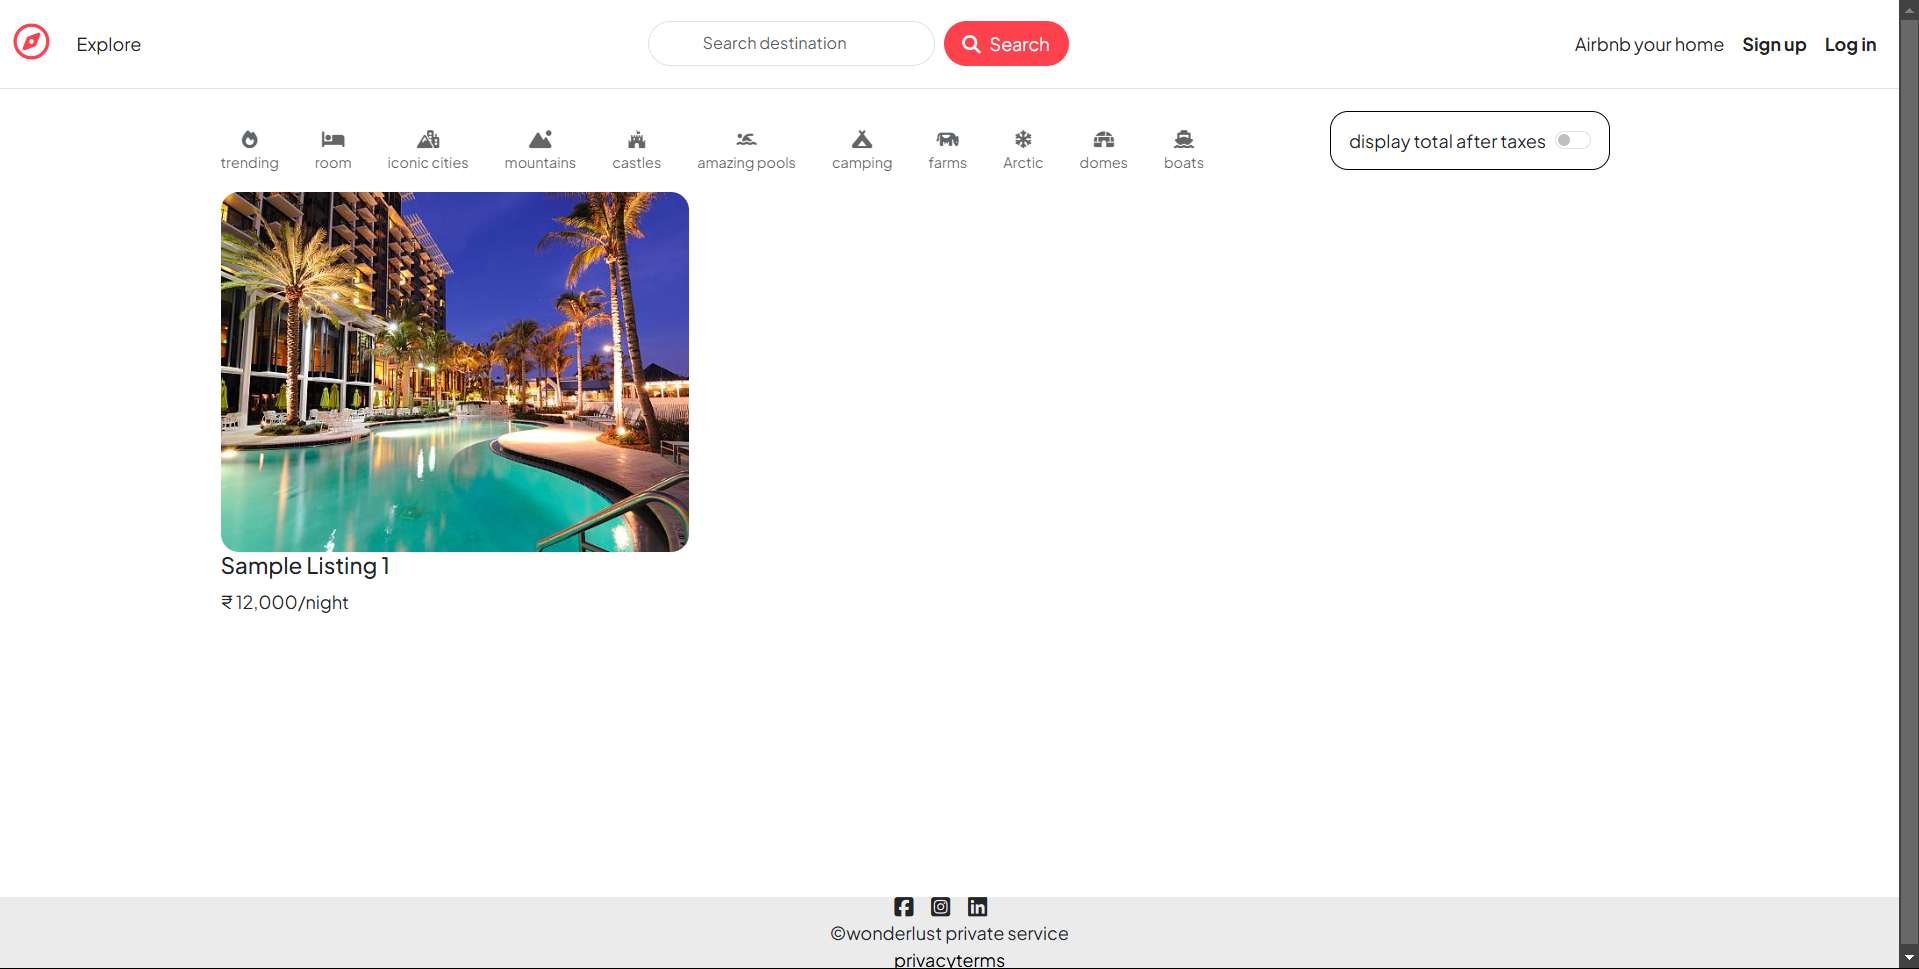 Explore
Search destination
Search
Airbnb your home
Sign up
Log in
trending
room
iconic cities
mountains
castles
amazing pools
camping
farms
Arctic
domes
boats
display total after taxes
Sample Listing 1
₹ 12,000/night
©wonderlust private service
privacyterms